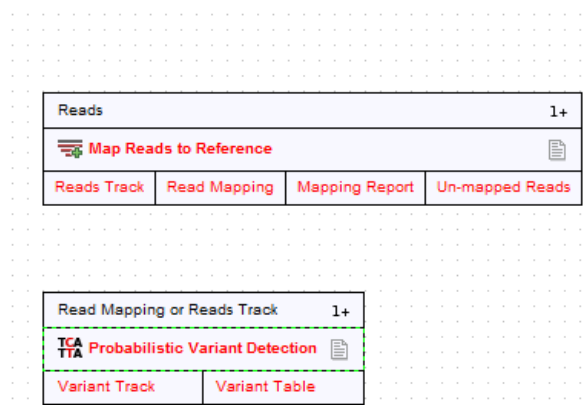 Reads 1+
Map Reads to Reference
Reads Track Read Mapping Mapping Report Un-mapped Reads
Read Mapping or Reads Track 1+
TCA
TTA Probabilistic Variant Detection
Variant Track Variant Table